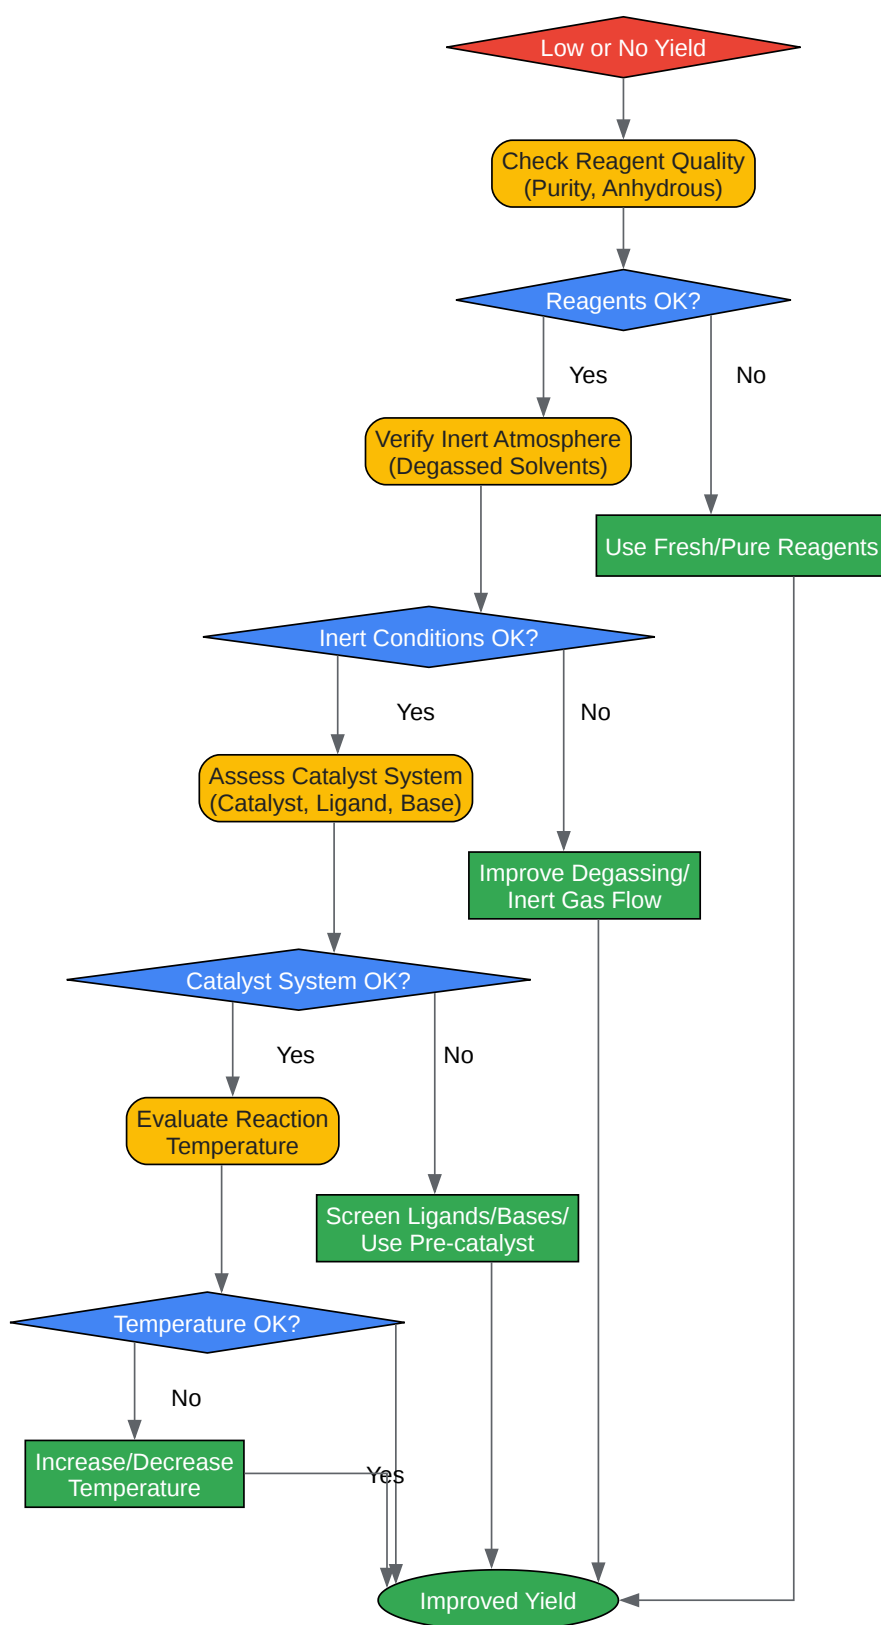 Low or No Yield
Check Reagent Quality
(Purity, Anhydrous)
Reagents OK?
Yes
No
Verify Inert Atmosphere
(Degassed Solvents)
Use Fresh/Pure Reagents
Inert Conditions OK?
Yes
No
Assess Catalyst System
(Catalyst, Ligand, Base)
Improve Degassing/
Inert Gas Flow
Catalyst System OK?
Yes
No
Evaluate Reaction
Temperature
Screen Ligands/Bases/
Use Pre-catalyst
Temperature OK?
No
Increase/Decrease
Temperature
Yes
Improved Yield